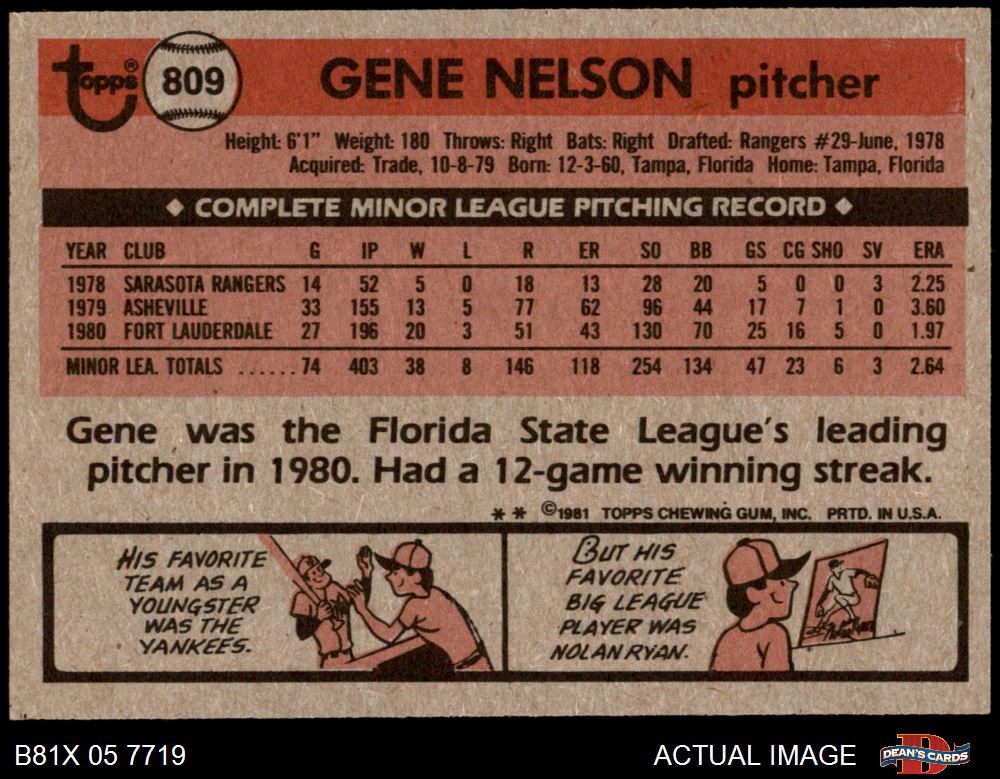 topps®
809
GENE NELSON pitcher
Height: 6'1" Weight: 180 Throws: Right Bats: Right Drafted: Rangers #29-June, 1978
Acquired: Trade, 10-8-79 Born: 12-3-60, Tampa, Florida Home: Tampa, Florida
◆ COMPLETE MINOR LEAGUE PITCHING RECORD ◆
YEAR CLUB G IP W L R ER SO BB GS CG SHO SV ERA
1978 SARASOTA RANGERS 14 52 5 0 18 13 28 20 5 0 0 3 2.25
1979 ASHEVILLE 33 155 13 5 77 62 96 44 17 7 1 0 3.60
1980 FORT LAUDERDALE 27 196 20 3 51 43 130 70 25 16 5 0 1.97
MINOR LEA. TOTALS ...... 74 403 38 8 146 118 254 134 47 23 6 3 2.64
Gene was the Florida State League's leading
pitcher in 1980. Had a 12-game winning streak.
** ©1981 TOPPS CHEWING GUM, INC. PRTD. IN U.S.A.
HIS FAVORITE
TEAM AS A
YOUNGSTER
WAS THE
YANKEES.
BUT HIS
FAVORITE
BIG LEAGUE
PLAYER WAS
NOLAN RYAN.
B81X 05 7719
ACTUAL IMAGE
DEAN'S CARDS